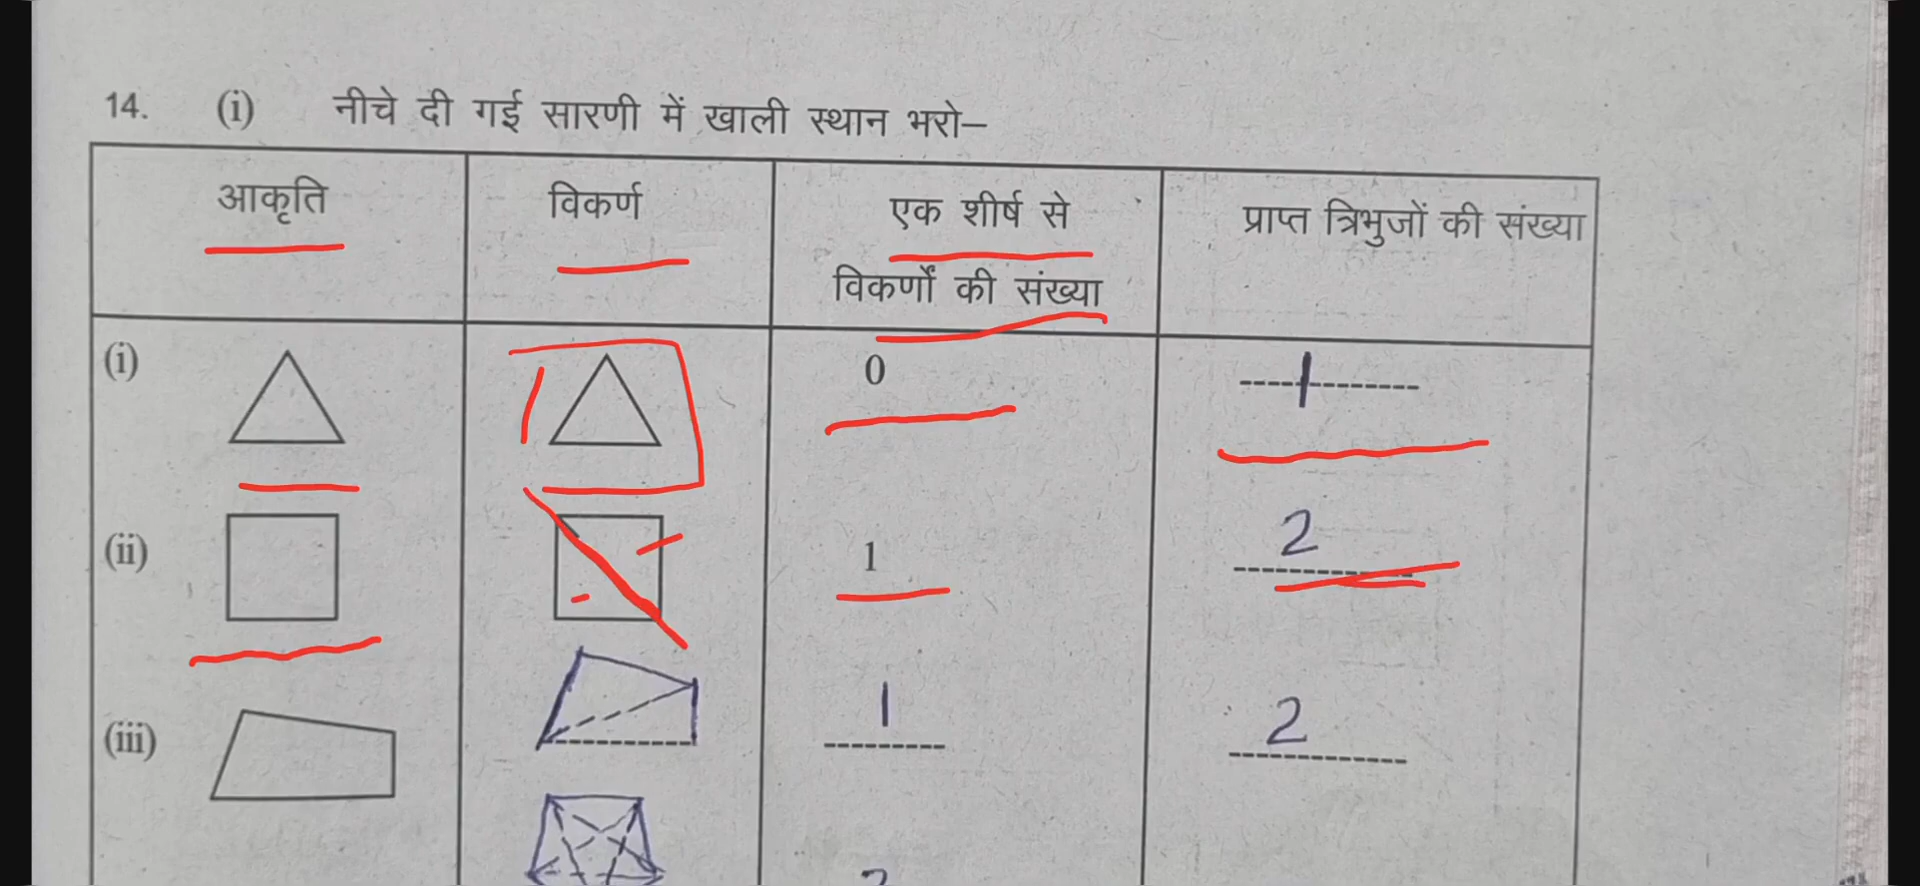 14. (i) नीचे दी गई सारणी में खाली स्थान भरो–
आकृति विकर्ण एक शीर्ष से विकर्णों की संख्या प्राप्त त्रिभुजों की संख्या
(i) 0 1
(ii) 1 2
(iii) 1 2